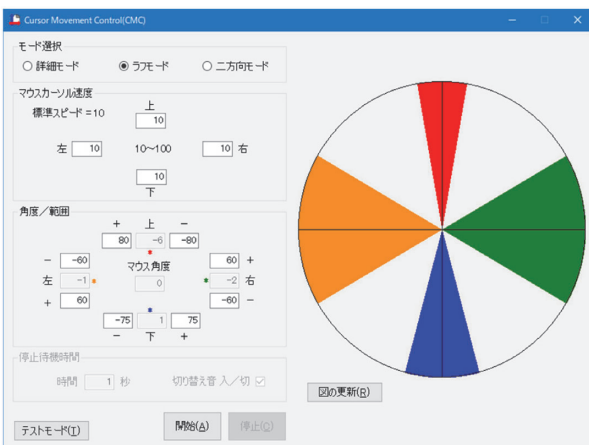 Cursor Movement Control(CMC)
モード選択
詳細モード ラフモード 二方向モード
マウスカーソル速度
標準スピード =10 上
10
左 10 10~100 10 右
10
下
角度/範囲
+ 上 -
80 -6 -80
- -60 マウス角度 60 +
左 -1 0 -2 右
+ 60 -60 -
-75 1 75
- 下 +
停止待機時間
時間 1 秒 切り替え音 入/切
図の更新(R)
テストモード(T) 開始(A) 停止(Q)